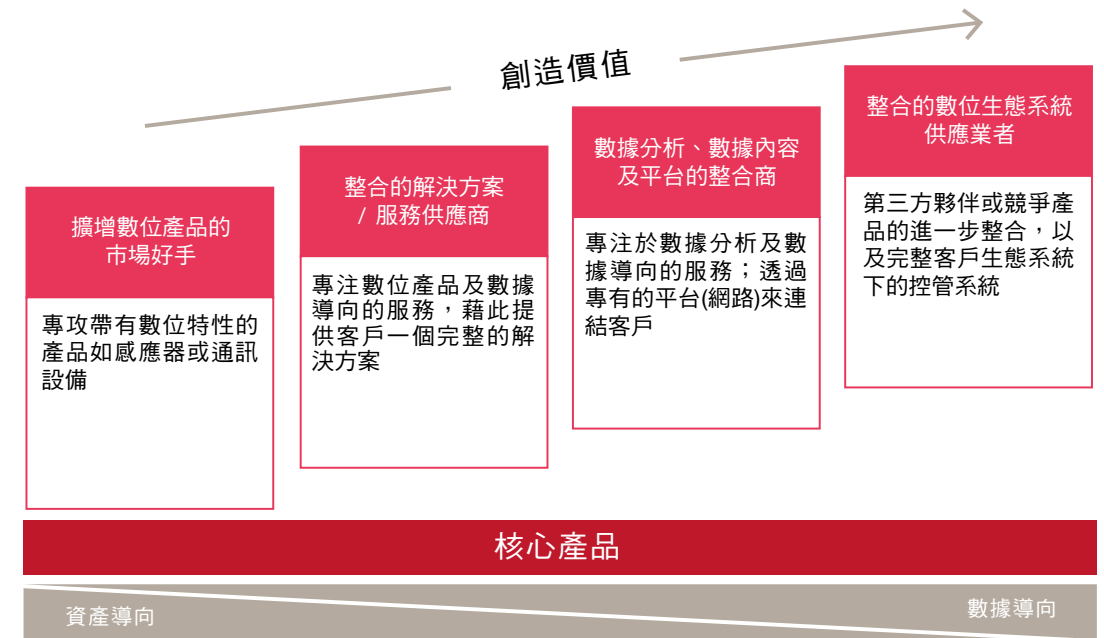 創造價值
擴增數位產品的
市場好手
專攻帶有數位特性的
產品如感應器或通訊
設備
整合的解決方案
/ 服務供應商
專注數位產品及數據
導向的服務，藉此提
供客戶一個完整的解
決方案
數據分析、數據內容
及平台的整合商
專注於數據分析及數
據導向的服務；透過
專有的平台(網路)來連
結客戶
整合的數位生態系統
供應業者
第三方夥伴或競爭產
品的進一步整合，以
及完整客戶生態系統
下的控管系統
核心產品
資產導向
數據導向